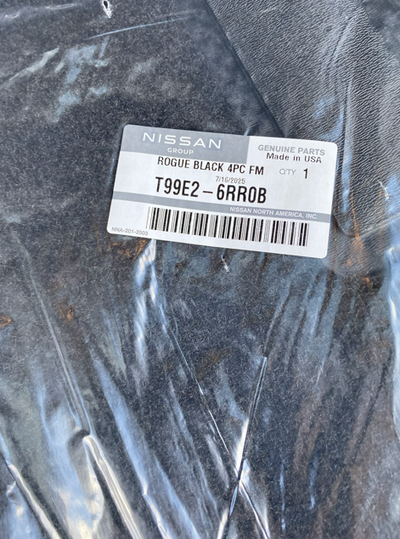 NISSAN
GROUP
GENUINE PARTS
Made in USA
ROGUE BLACK 4PC FM
QTY 1
7/16/2025
T99E2-6RR0B
NISSAN NORTH AMERICA, INC.